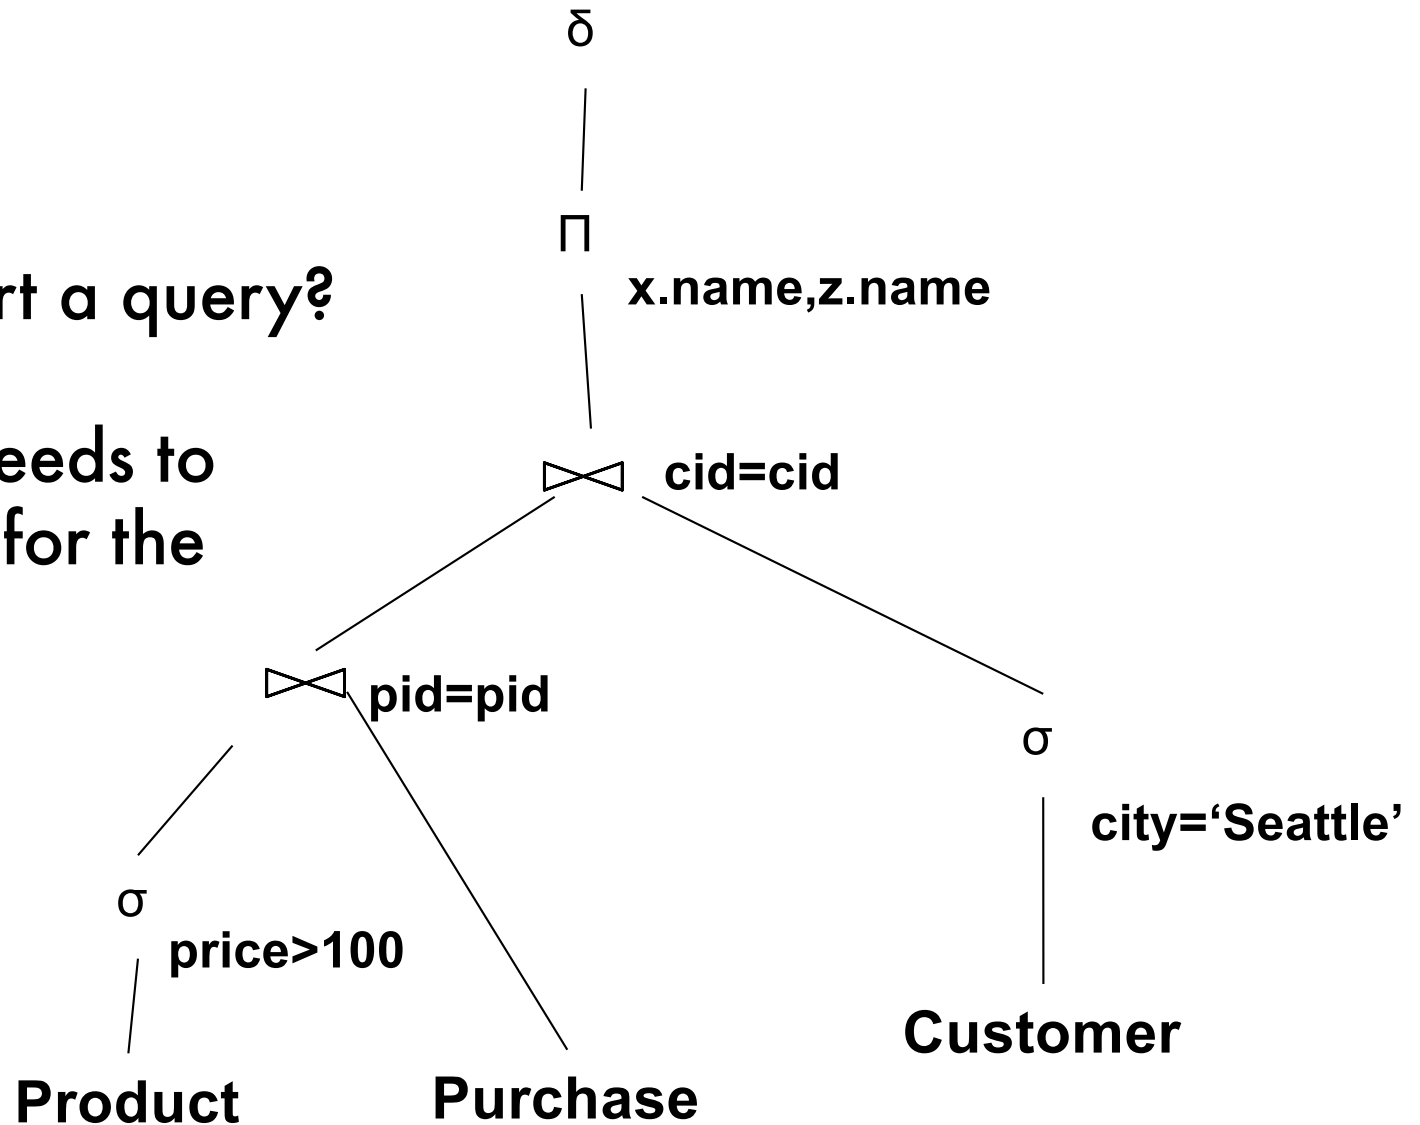 δ
Π
rt a query?
x.name,z.name
eeds to
cid=cid
for the
pid=pid
σ
city=‘Seattle’
σ
price>100
Customer
Product
Purchase